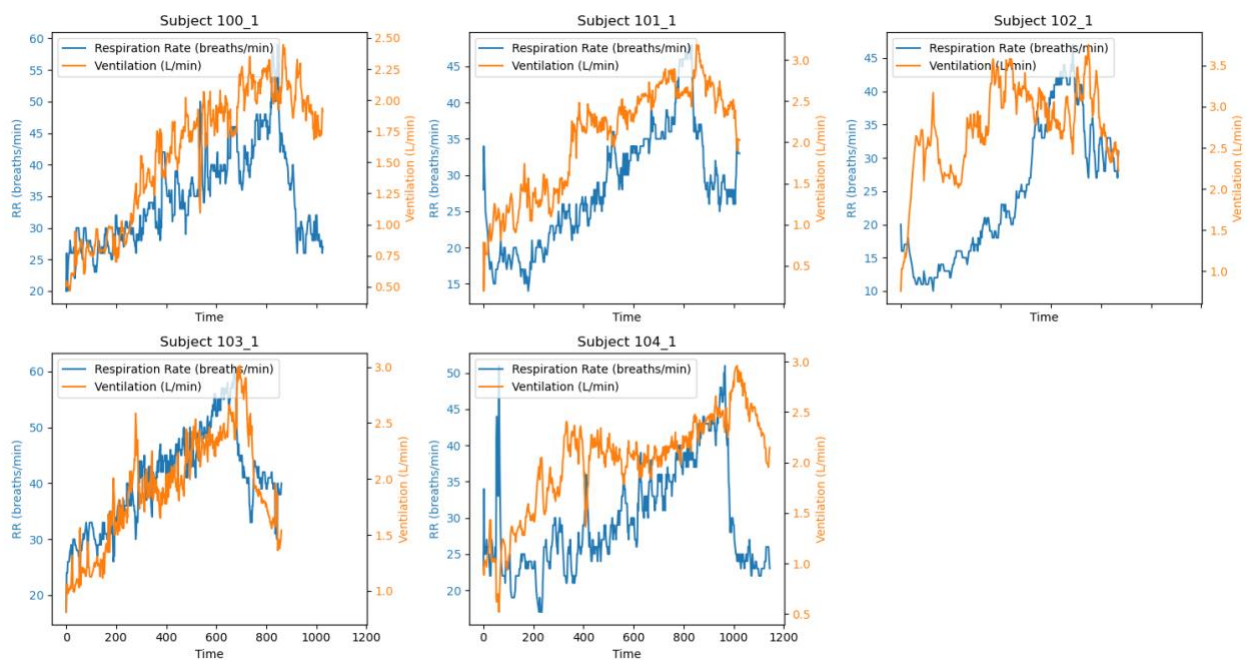 Subject 100_1
Respiration Rate (breaths/min)
Ventilation (L/min)
RR (breaths/min)
60
55
50
45
40
35
30
25
20
2.50
2.25
2.00
1.75
1.50
1.25
1.00
0.75
0.50
Ventilation (L/min)
Time
Subject 101_1
Respiration Rate (breaths/min)
Ventilation (L/min)
RR (breaths/min)
45
40
35
30
25
20
15
3.0
2.5
2.0
1.5
1.0
0.5
Ventilation (L/min)
Time
Subject 102_1
Respiration Rate (breaths/min)
Ventilation (L/min)
RR (breaths/min)
45
40
35
30
25
20
15
10
3.5
3.0
2.5
2.0
1.5
1.0
Ventilation (L/min)
Time
Subject 103_1
Respiration Rate (breaths/min)
Ventilation (L/min)
RR (breaths/min)
60
50
40
30
20
3.0
2.5
2.0
1.5
1.0
Ventilation (L/min)
0 200 400 600 800 1000 1200
Time
Subject 104_1
Respiration Rate (breaths/min)
Ventilation (L/min)
RR (breaths/min)
50
45
40
35
30
25
20
3.0
2.5
2.0
1.5
1.0
0.5
Ventilation (L/min)
0 200 400 600 800 1000 1200
Time